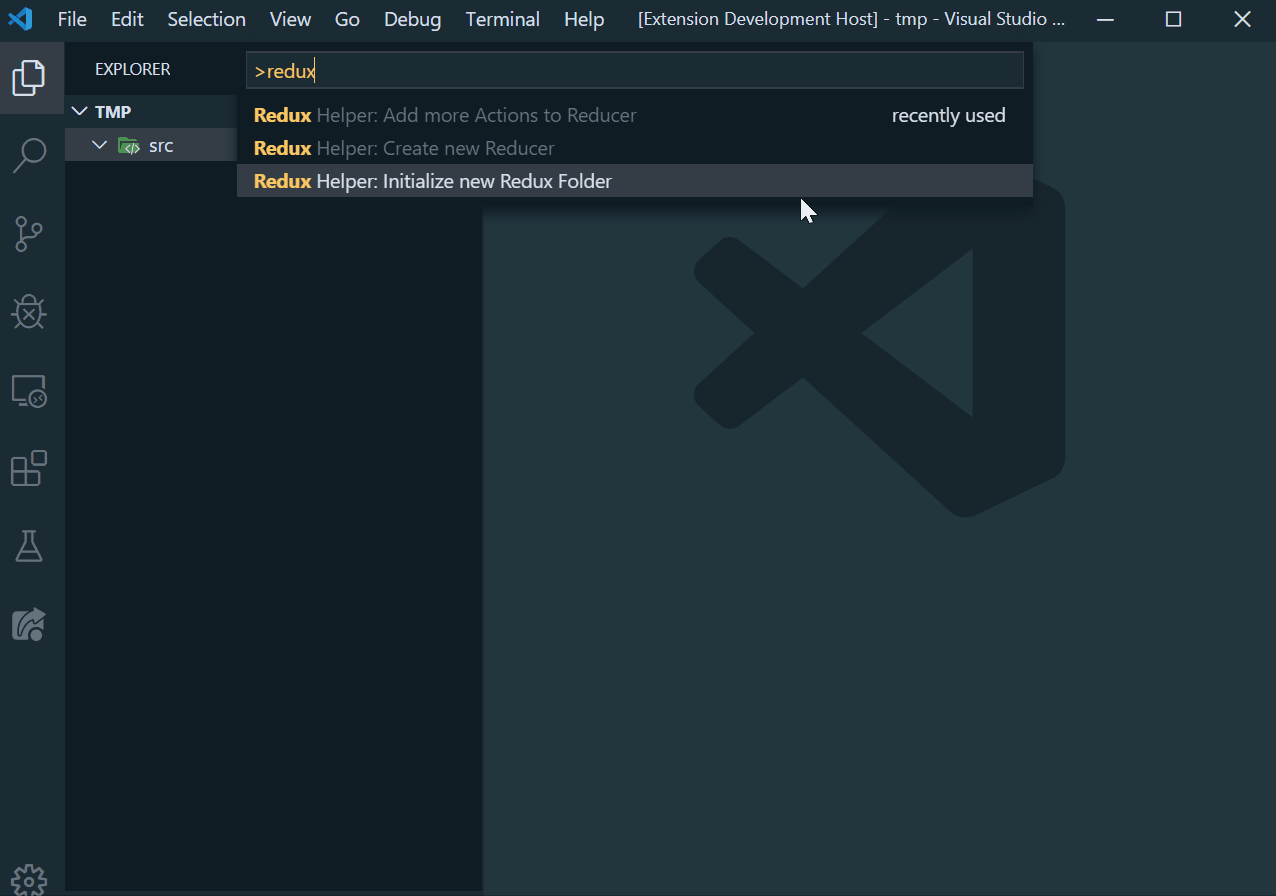 File Edit Selection View Go Debug Terminal Help [Extension Development Host] - tmp - Visual Studio ...
EXPLORER
>redux
TMP
src
Redux Helper: Add more Actions to Reducer recently used
Redux Helper: Create new Reducer
Redux Helper: Initialize new Redux Folder